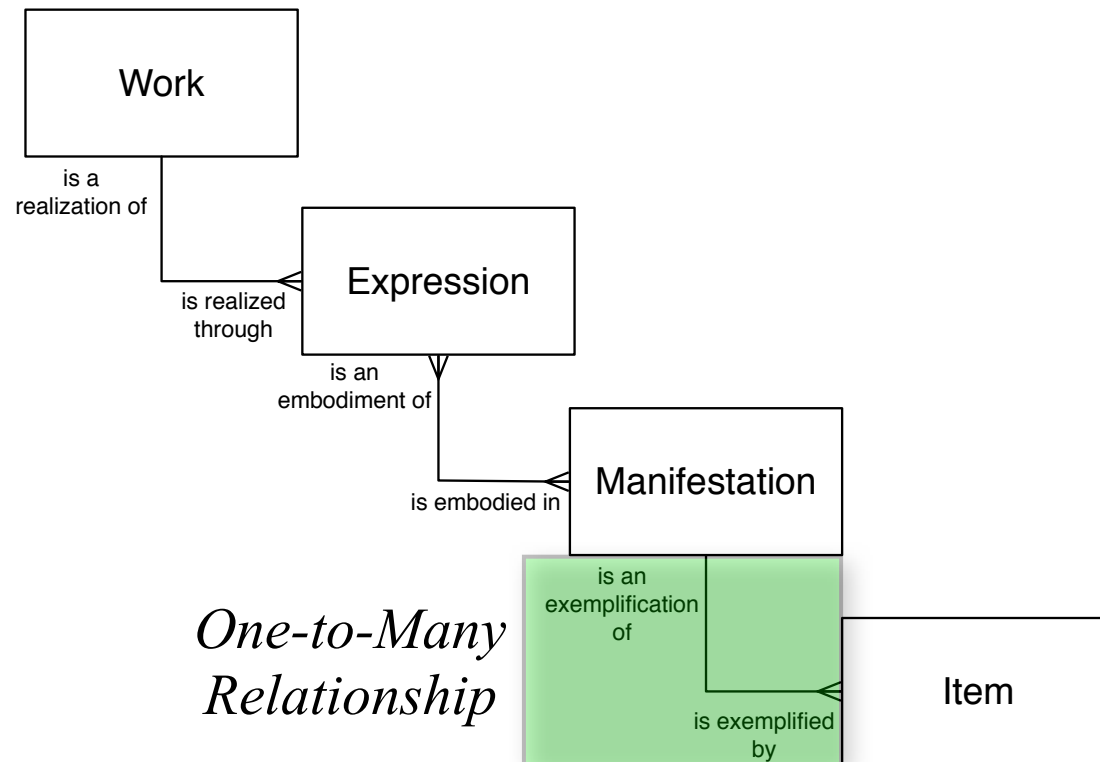 Work
is a
realization of
Expression
is realized
through
is an
embodiment of
Manifestation
is embodied in
is an
exemplification
of
One-to-Many
Relationship
Item
is exemplified
by